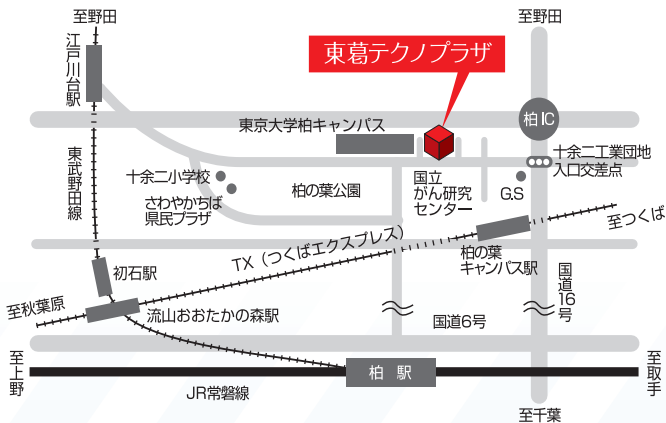 至野田
至野田
江戸川台駅
東葛テクノプラザ
柏IC
東京大学柏キャンパス
十余二工業団地
入口交差点
東武野田線
十余二小学校
さわやかちば
県民プラザ
柏の葉公園
国立
がん研究
センター
G.S
至つくば
TX（つくばエクスプレス）
柏の葉
キャンパス駅
初石駅
国道16号
至秋葉原
流山おおたかの森駅
国道6号
至上野
柏駅
至取手
JR常磐線
至千葉